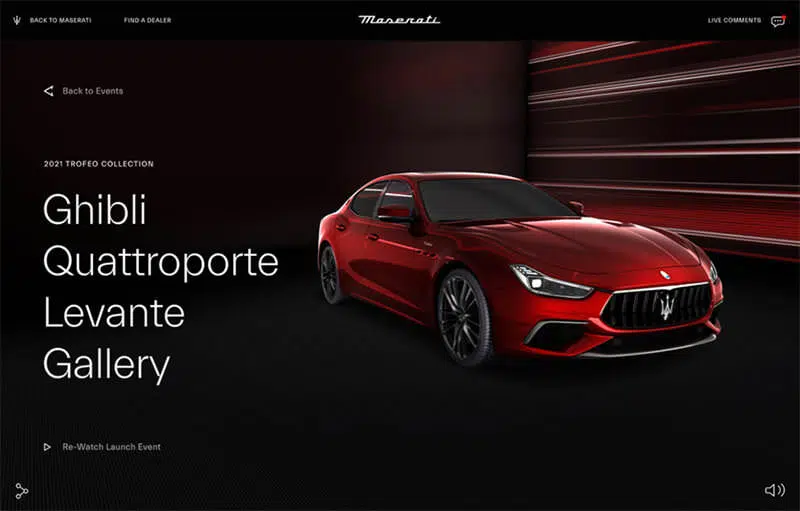 BACK TO MASERATI
FIND A DEALER
Maserati
LIVE COMMENTS
Back to Events
2021 TROFEO COLLECTION
Ghibli
Quattroporte
Levante
Gallery
Re-Watch Launch Event